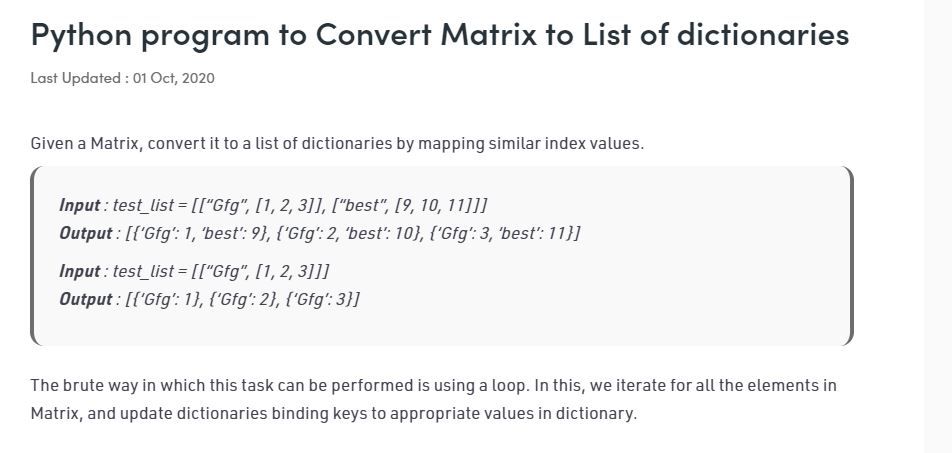 Python program to Convert Matrix to List of dictionaries
Last Updated : 01 Oct, 2020
Given a Matrix, convert it to a list of dictionaries by mapping similar index values.
Input : test_list = [[“Gfg”, [1, 2, 3]], [“best”, [9, 10, 11]]]
Output : [{‘Gfg’: 1, ‘best’: 9}, {‘Gfg’: 2, ‘best’: 10}, {‘Gfg’: 3, ‘best’: 11}]
Input : test_list = [[“Gfg”, [1, 2, 3]]]
Output : [{‘Gfg’: 1}, {‘Gfg’: 2}, {‘Gfg’: 3}]
The brute way in which this task can be performed is using a loop. In this, we iterate for all the elements in
Matrix, and update dictionaries binding keys to appropriate values in dictionary.